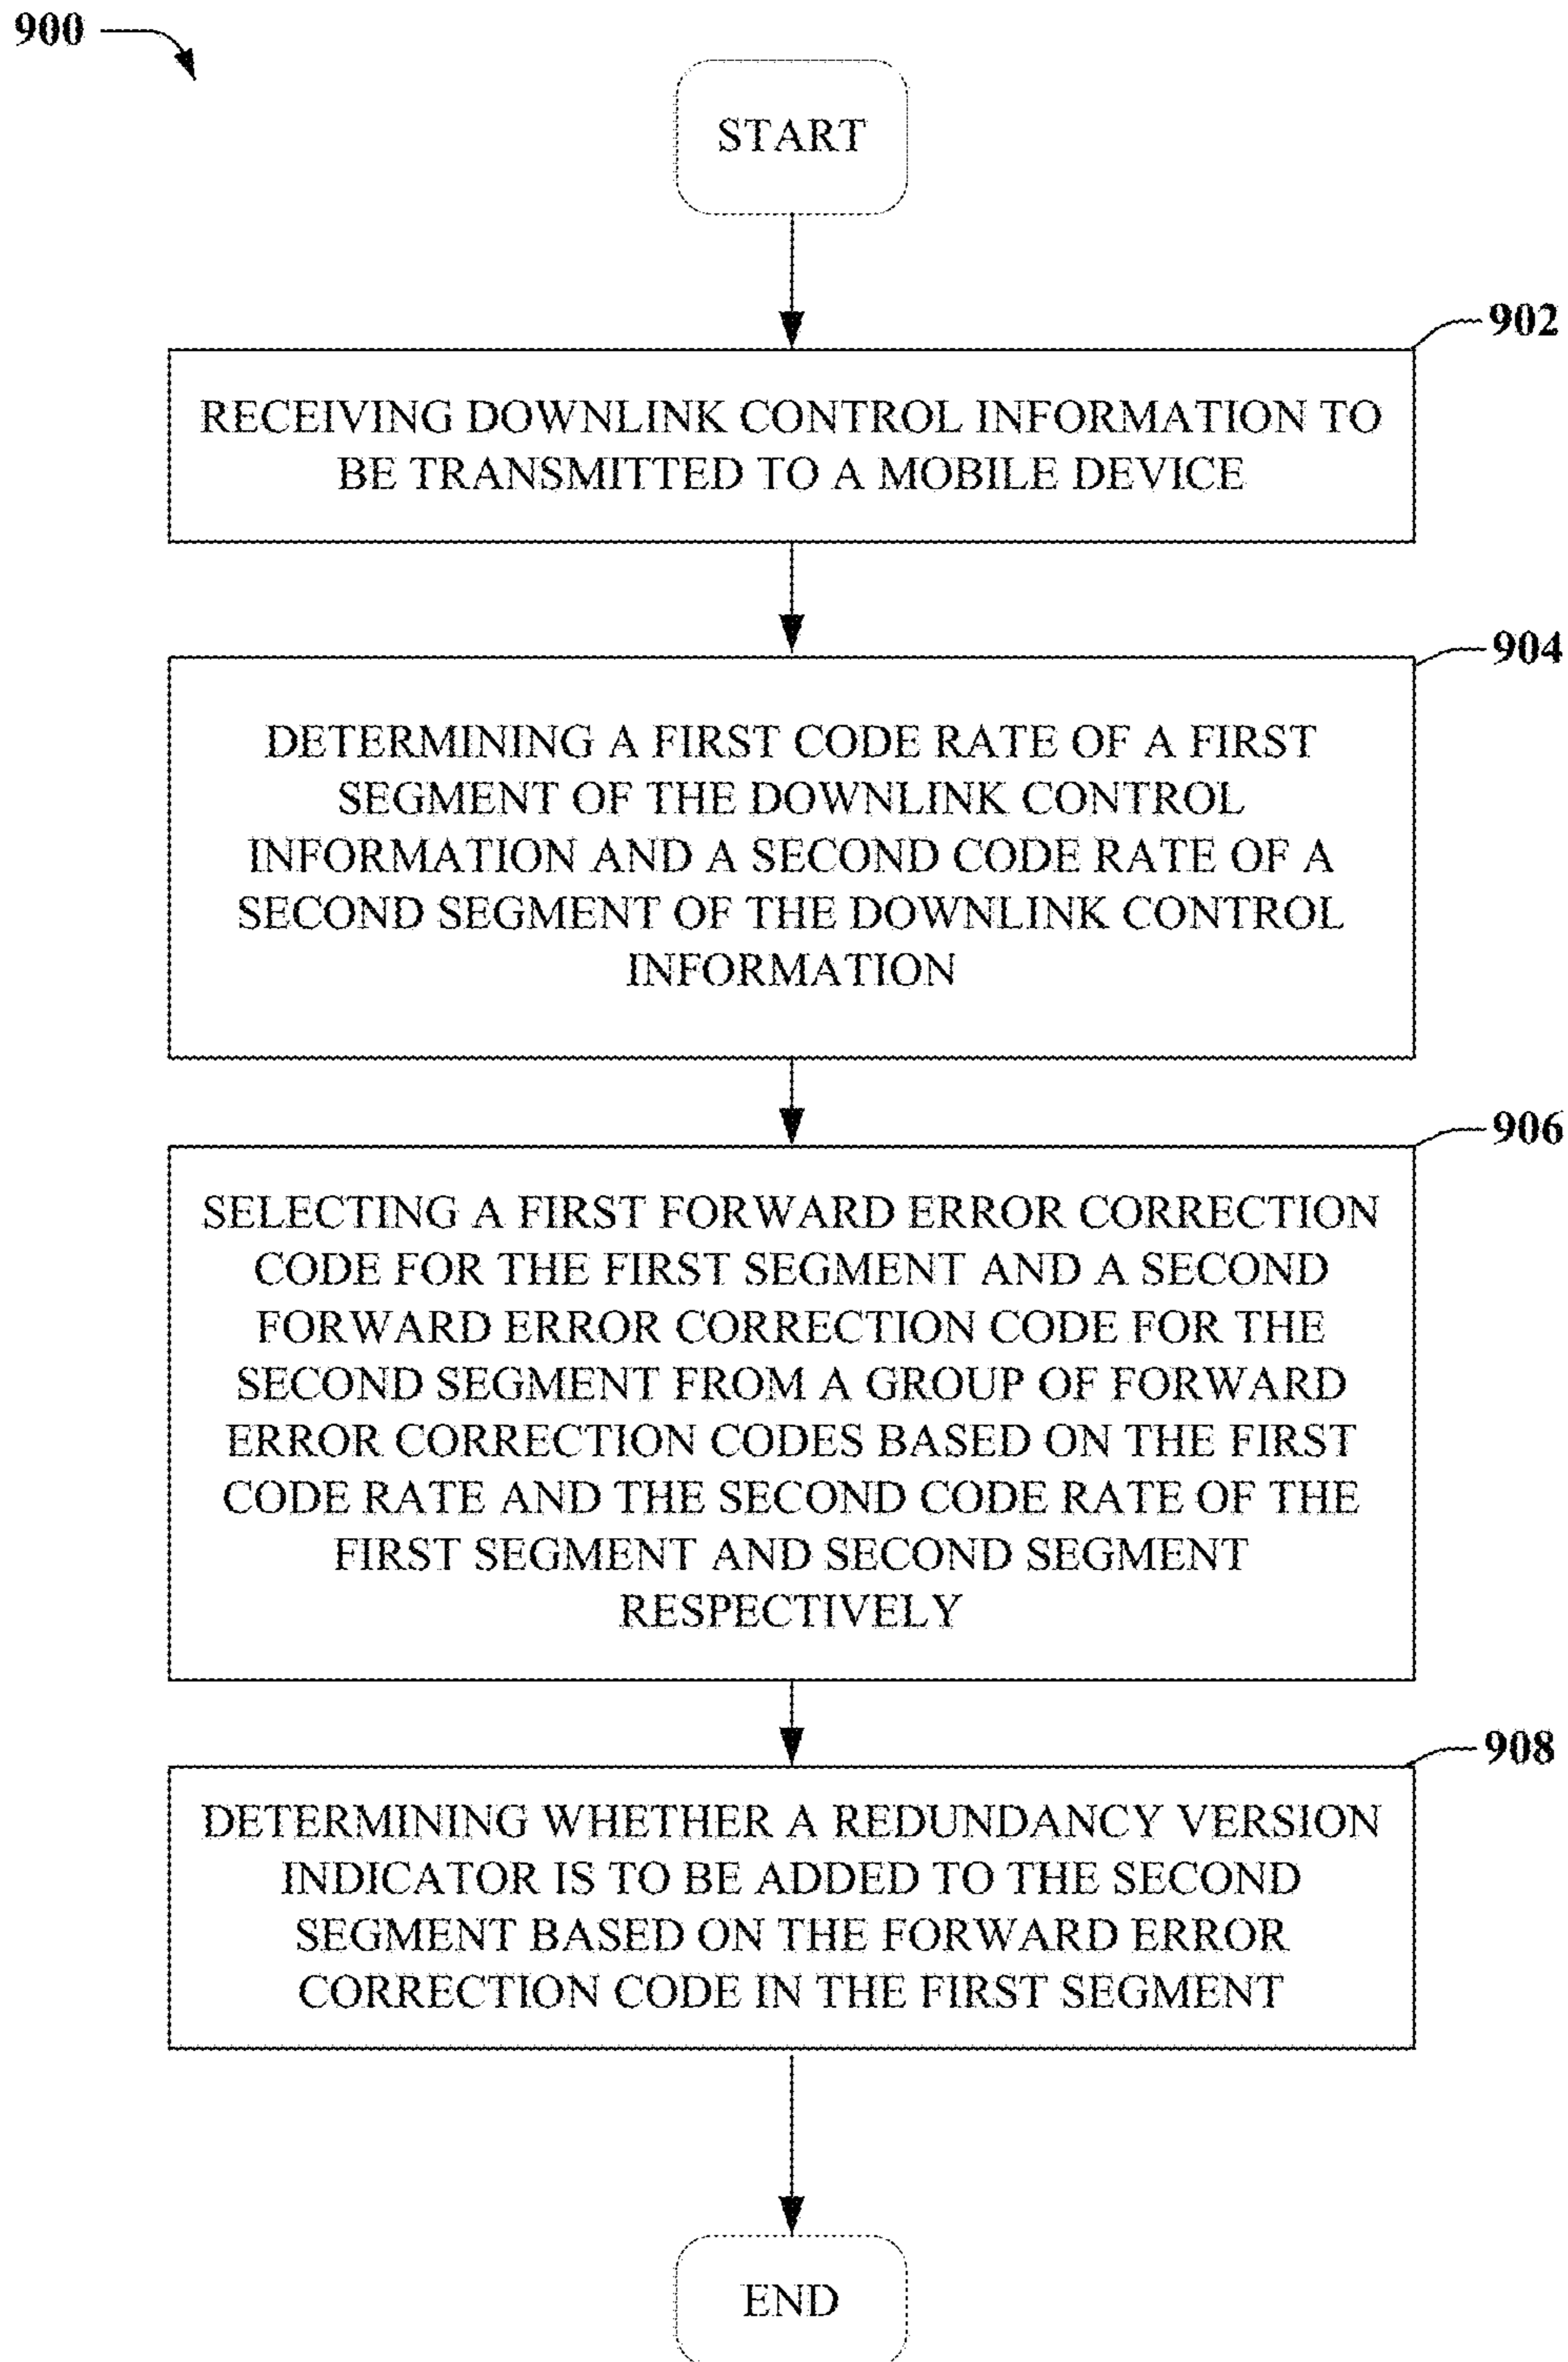 900
START
902
RECEIVING DOWNLINK CONTROL INFORMATION TO
BE TRANSMITTED TO A MOBILE DEVICE
904
DETERMINING A FIRST CODE RATE OF A FIRST
SEGMENT OF THE DOWNLINK CONTROL
INFORMATION AND A SECOND CODE RATE OF A
SECOND SEGMENT OF THE DOWNLINK CONTROL
INFORMATION
906
SELECTING A FIRST FORWARD ERROR CORRECTION
CODE FOR THE FIRST SEGMENT AND A SECOND
FORWARD ERROR CORRECTION CODE FOR THE
SECOND SEGMENT FROM A GROUP OF FORWARD
ERROR CORRECTION CODES BASED ON THE FIRST
CODE RATE AND THE SECOND CODE RATE OF THE
FIRST SEGMENT AND SECOND SEGMENT
RESPECTIVELY
908
DETERMINING WHETHER A REDUNDANCY VERSION
INDICATOR IS TO BE ADDED TO THE SECOND
SEGMENT BASED ON THE FORWARD ERROR
CORRECTION CODE IN THE FIRST SEGMENT
END